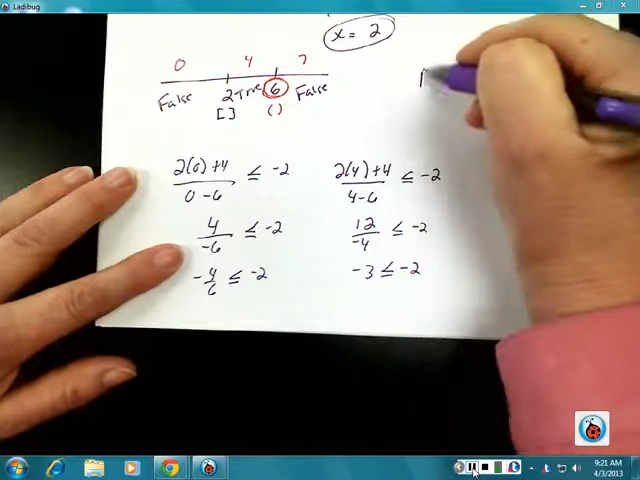 Ladibug
x = 2
0 4 7
False 2 True 6 False
[ ] ( )
2(0)+4 ≤ -2
0-6
2(4)+4 ≤ -2
4-6
4 ≤ -2
-6
12 ≤ -2
-4
-4/6 ≤ -2
-3 ≤ -2
9:21 AM
4/3/2013